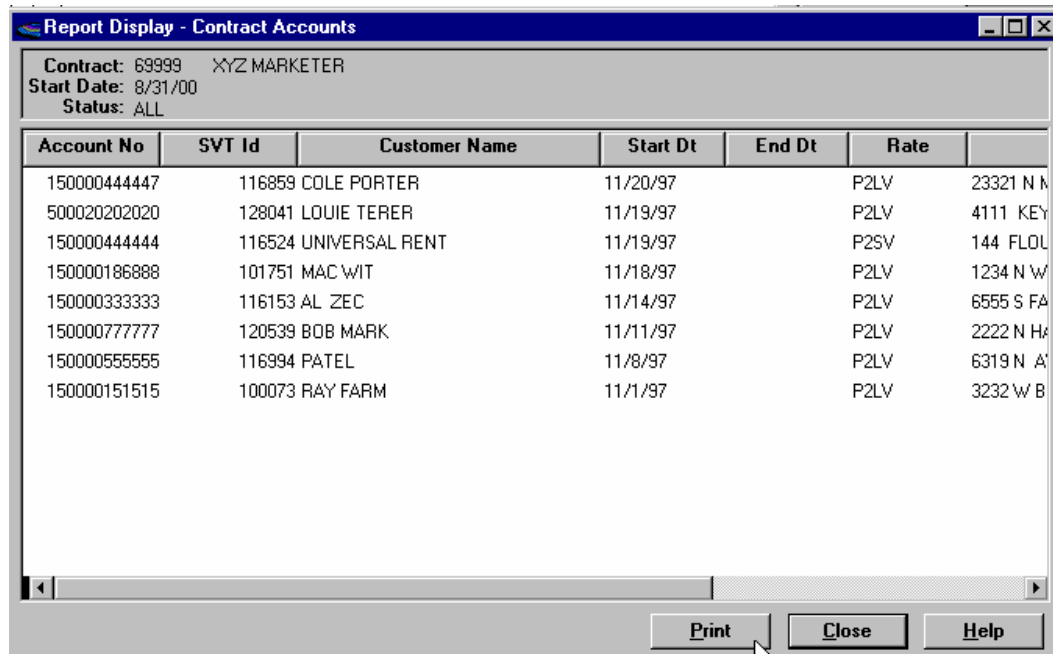 Report Display - Contract Accounts
Contract: 69999 XYZ MARKETER
Start Date: 8/31/00
Status: ALL
Account No SVT Id Customer Name Start Dt End Dt Rate
150000444447 116859 COLE PORTER 11/20/97 P2LV 23321 N
500020202020 128041 LOUIE TERER 11/19/97 P2LV 4111 KEY
150000444444 116524 UNIVERSAL RENT 11/19/97 P2SV 144 FLOU
150000186888 101751 MAC WIT 11/18/97 P2LV 1234 N W
150000333333 116153 AL ZEC 11/14/97 P2LV 6555 S FA
150000777777 120539 BOB MARK 11/11/97 P2LV 2222 N HA
150000555555 116994 PATEL 11/8/97 P2LV 6319 N A
150000151515 100073 RAY FARM 11/1/97 P2LV 3232 W B
Print Close Help